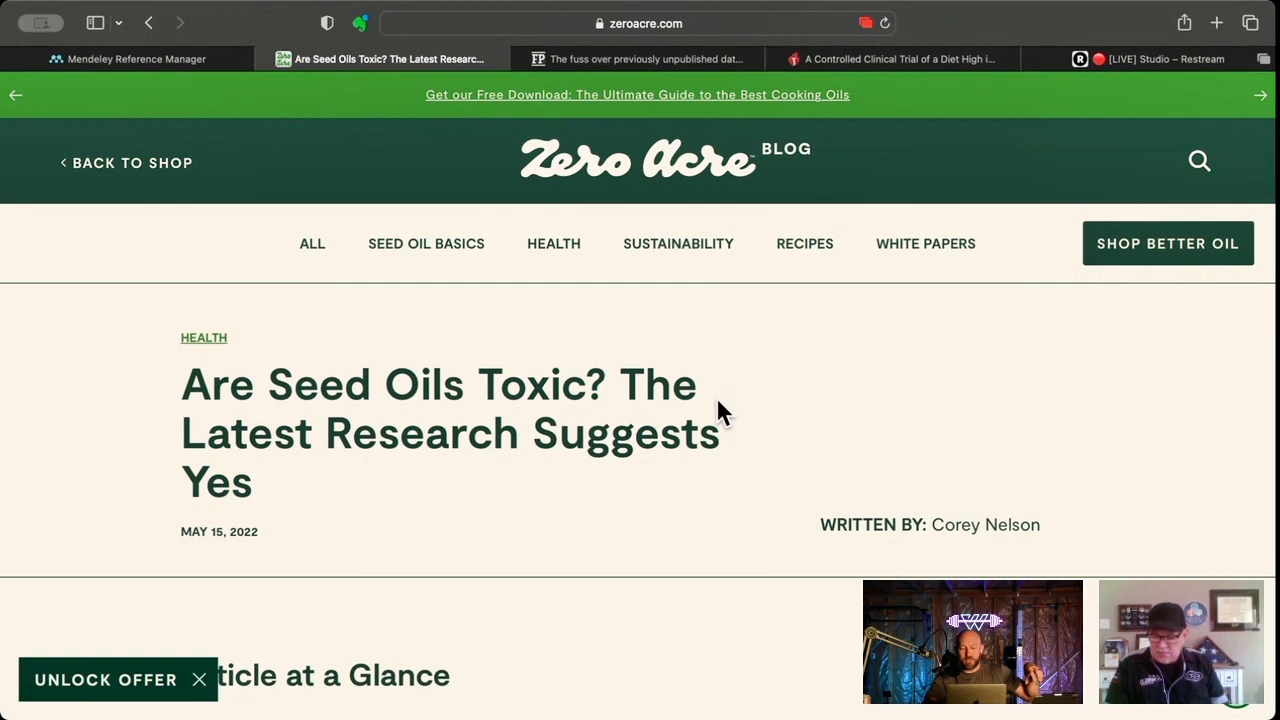 zeroacre.com
Mendeley Reference Manager
Are Seed Oils Toxic? The Latest Researc...
FP The fuss over previously unpublished dat...
A Controlled Clinical Trial of a Diet High i...
R [LIVE] Studio – Restream
Get our Free Download: The Ultimate Guide to the Best Cooking Oils
BACK TO SHOP
Zero Acre™ BLOG
ALL
SEED OIL BASICS
HEALTH
SUSTAINABILITY
RECIPES
WHITE PAPERS
SHOP BETTER OIL
HEALTH
Are Seed Oils Toxic? The
Latest Research Suggests
Yes
MAY 15, 2022
WRITTEN BY: Corey Nelson
ticle at a Glance
UNLOCK OFFER